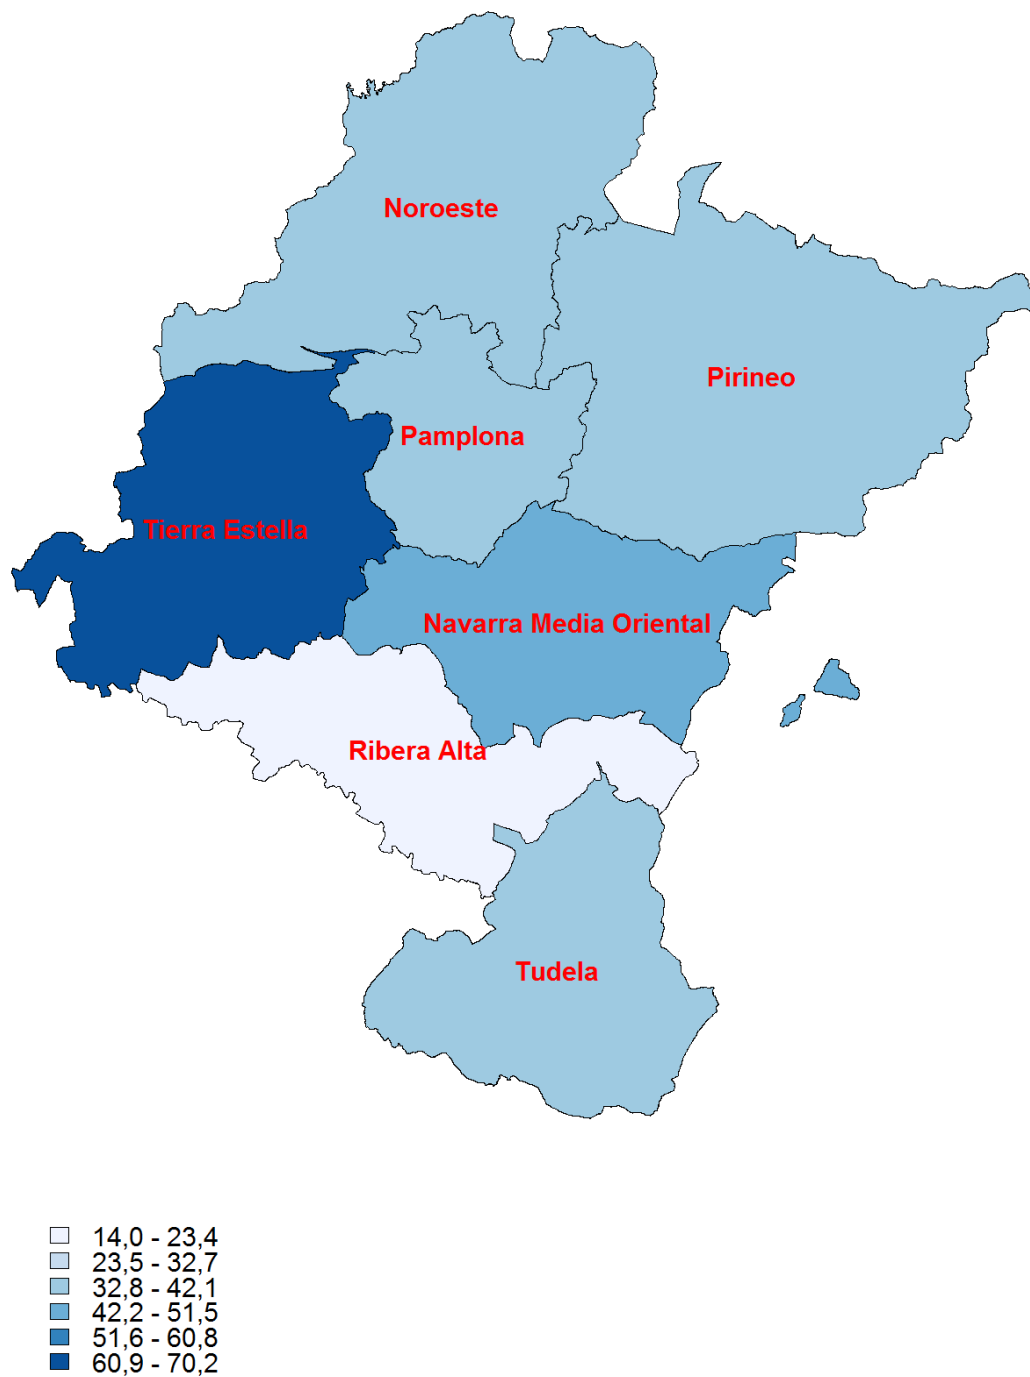 Noroeste
Pirineo
Pamplona
Tierra Estella
Navarra Media Oriental
Ribera Alta
Tudela
14,0 - 23,4
23,5 - 32,7
32,8 - 42,1
42,2 - 51,5
51,6 - 60,8
60,9 - 70,2